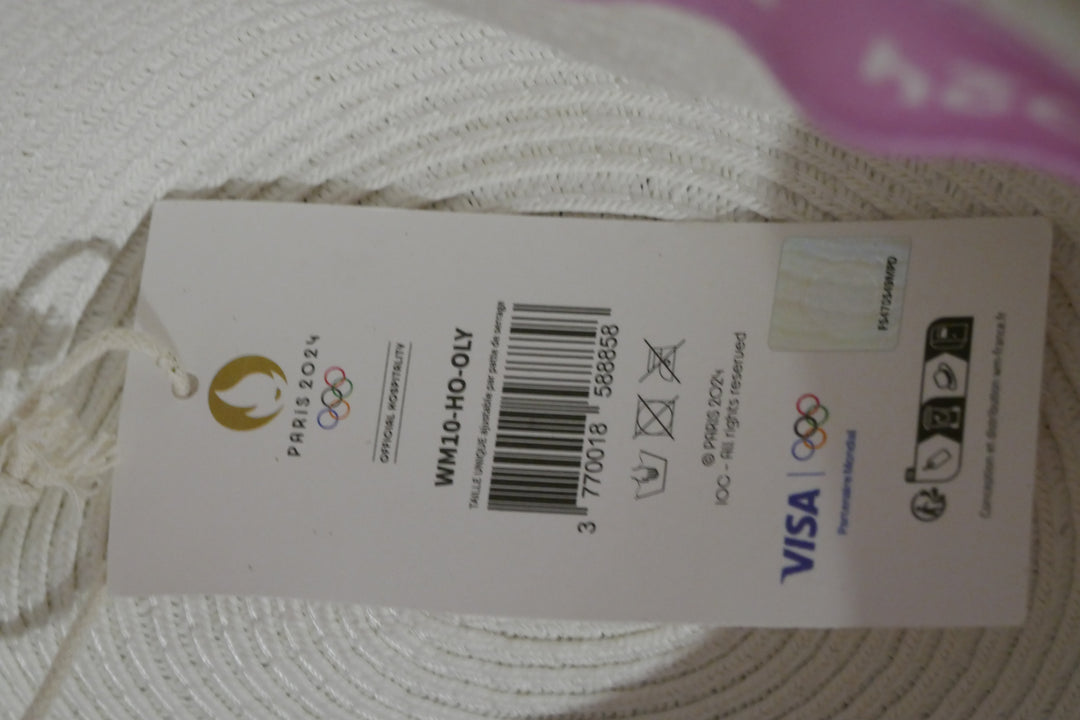 PARIS 2024
OFFICIAL HOSPITALITY
WM10-HO-OLY
TAILLE UNIQUE ajustable par patte de serrage
3 770018 588858
© PARIS 2024
IOC - All rights reserved
VISA
Partenaire Mondial
Conception et distribution wm-france.fr